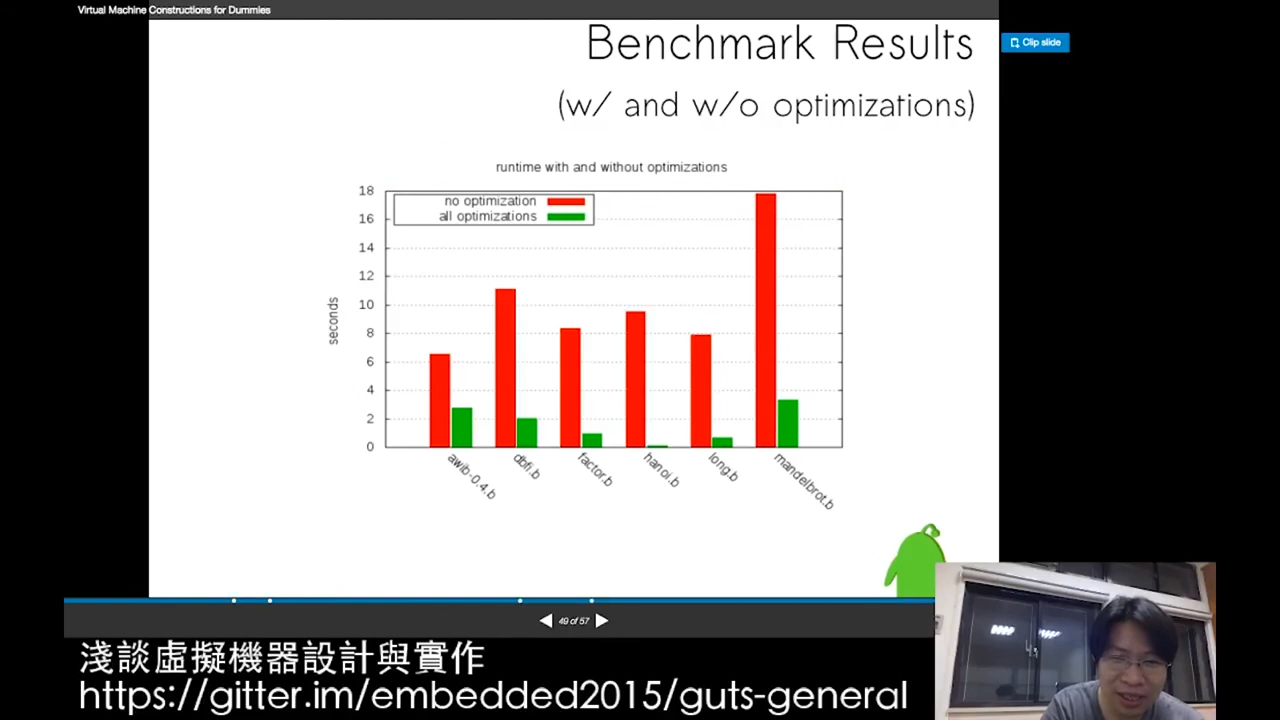 Virtual Machine Constructions for Dummies
Benchmark Results
Clip slide
(w/ and w/o optimizations)
runtime with and without optimizations
18
16
14
12
10
8
6
4
2
0
seconds
no optimization
all optimizations
awib-0.4.b
dbfi.b
factor.b
hanoi.b
long.b
mandelbrot.b
49 of 57
淺談虛擬機器設計與實作
https://gitter.im/embedded2015/guts-general